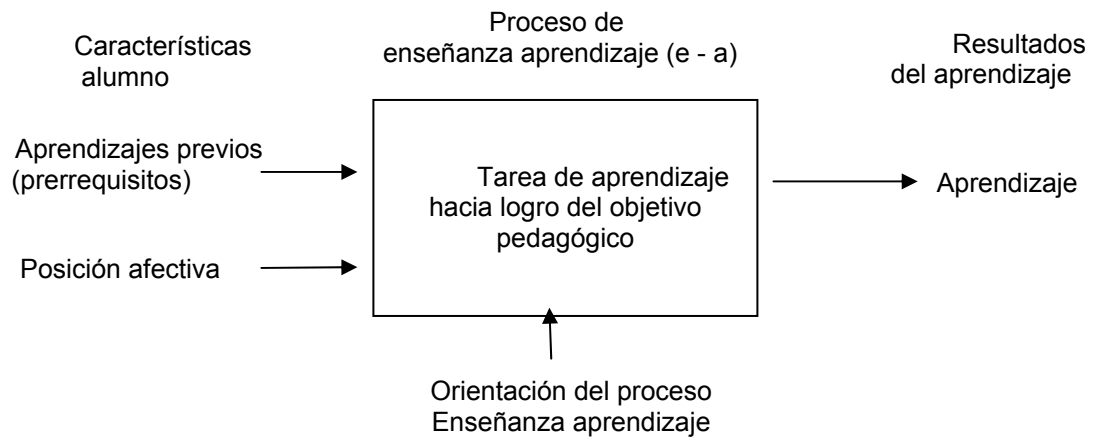 Características
alumno
Proceso de
enseñanza aprendizaje (e - a)
Resultados
del aprendizaje
Aprendizajes previos
(prerrequisitos)
Tarea de aprendizaje
hacia logro del objetivo
pedagógico
Aprendizaje
Posición afectiva
Orientación del proceso
Enseñanza aprendizaje